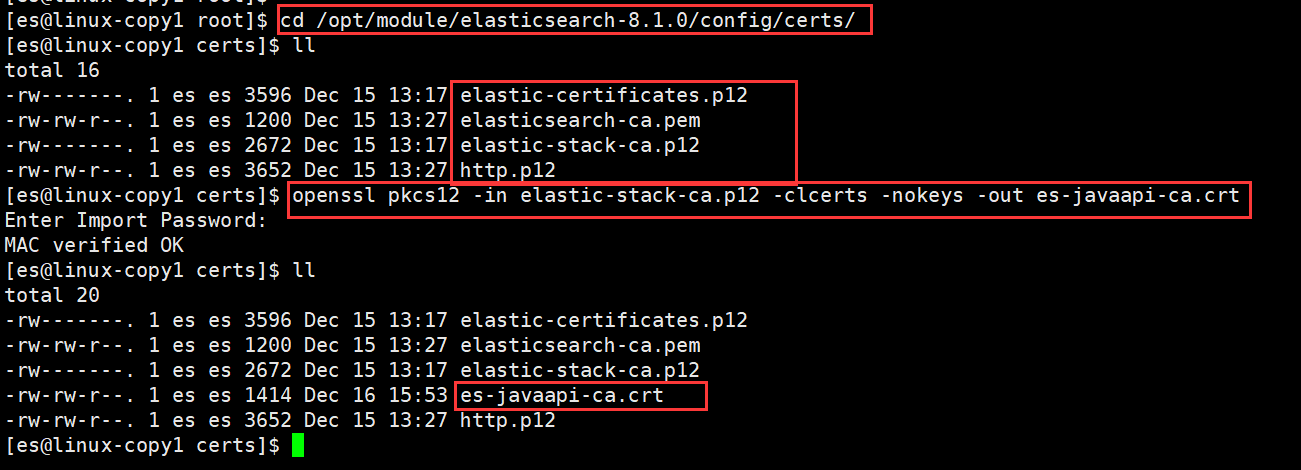 [es@linux-copy1 root]$ cd /opt/module/elasticsearch-8.1.0/config/certs/
[es@linux-copy1 certs]$ ll
total 16
-rw-------. 1 es es 3596 Dec 15 13:17 elastic-certificates.p12
-rw-rw-r--. 1 es es 1200 Dec 15 13:27 elasticsearch-ca.pem
-rw-------. 1 es es 2672 Dec 15 13:17 elastic-stack-ca.p12
-rw-rw-r--. 1 es es 3652 Dec 15 13:27 http.p12
[es@linux-copy1 certs]$ openssl pkcs12 -in elastic-stack-ca.p12 -clcerts -nokeys -out es-javaapi-ca.crt
Enter Import Password:
MAC verified OK
[es@linux-copy1 certs]$ ll
total 20
-rw-------. 1 es es 3596 Dec 15 13:17 elastic-certificates.p12
-rw-rw-r--. 1 es es 1200 Dec 15 13:27 elasticsearch-ca.pem
-rw-------. 1 es es 2672 Dec 15 13:17 elastic-stack-ca.p12
-rw-rw-r--. 1 es es 1414 Dec 16 15:53 es-javaapi-ca.crt
-rw-rw-r--. 1 es es 3652 Dec 15 13:27 http.p12
[es@linux-copy1 certs]$